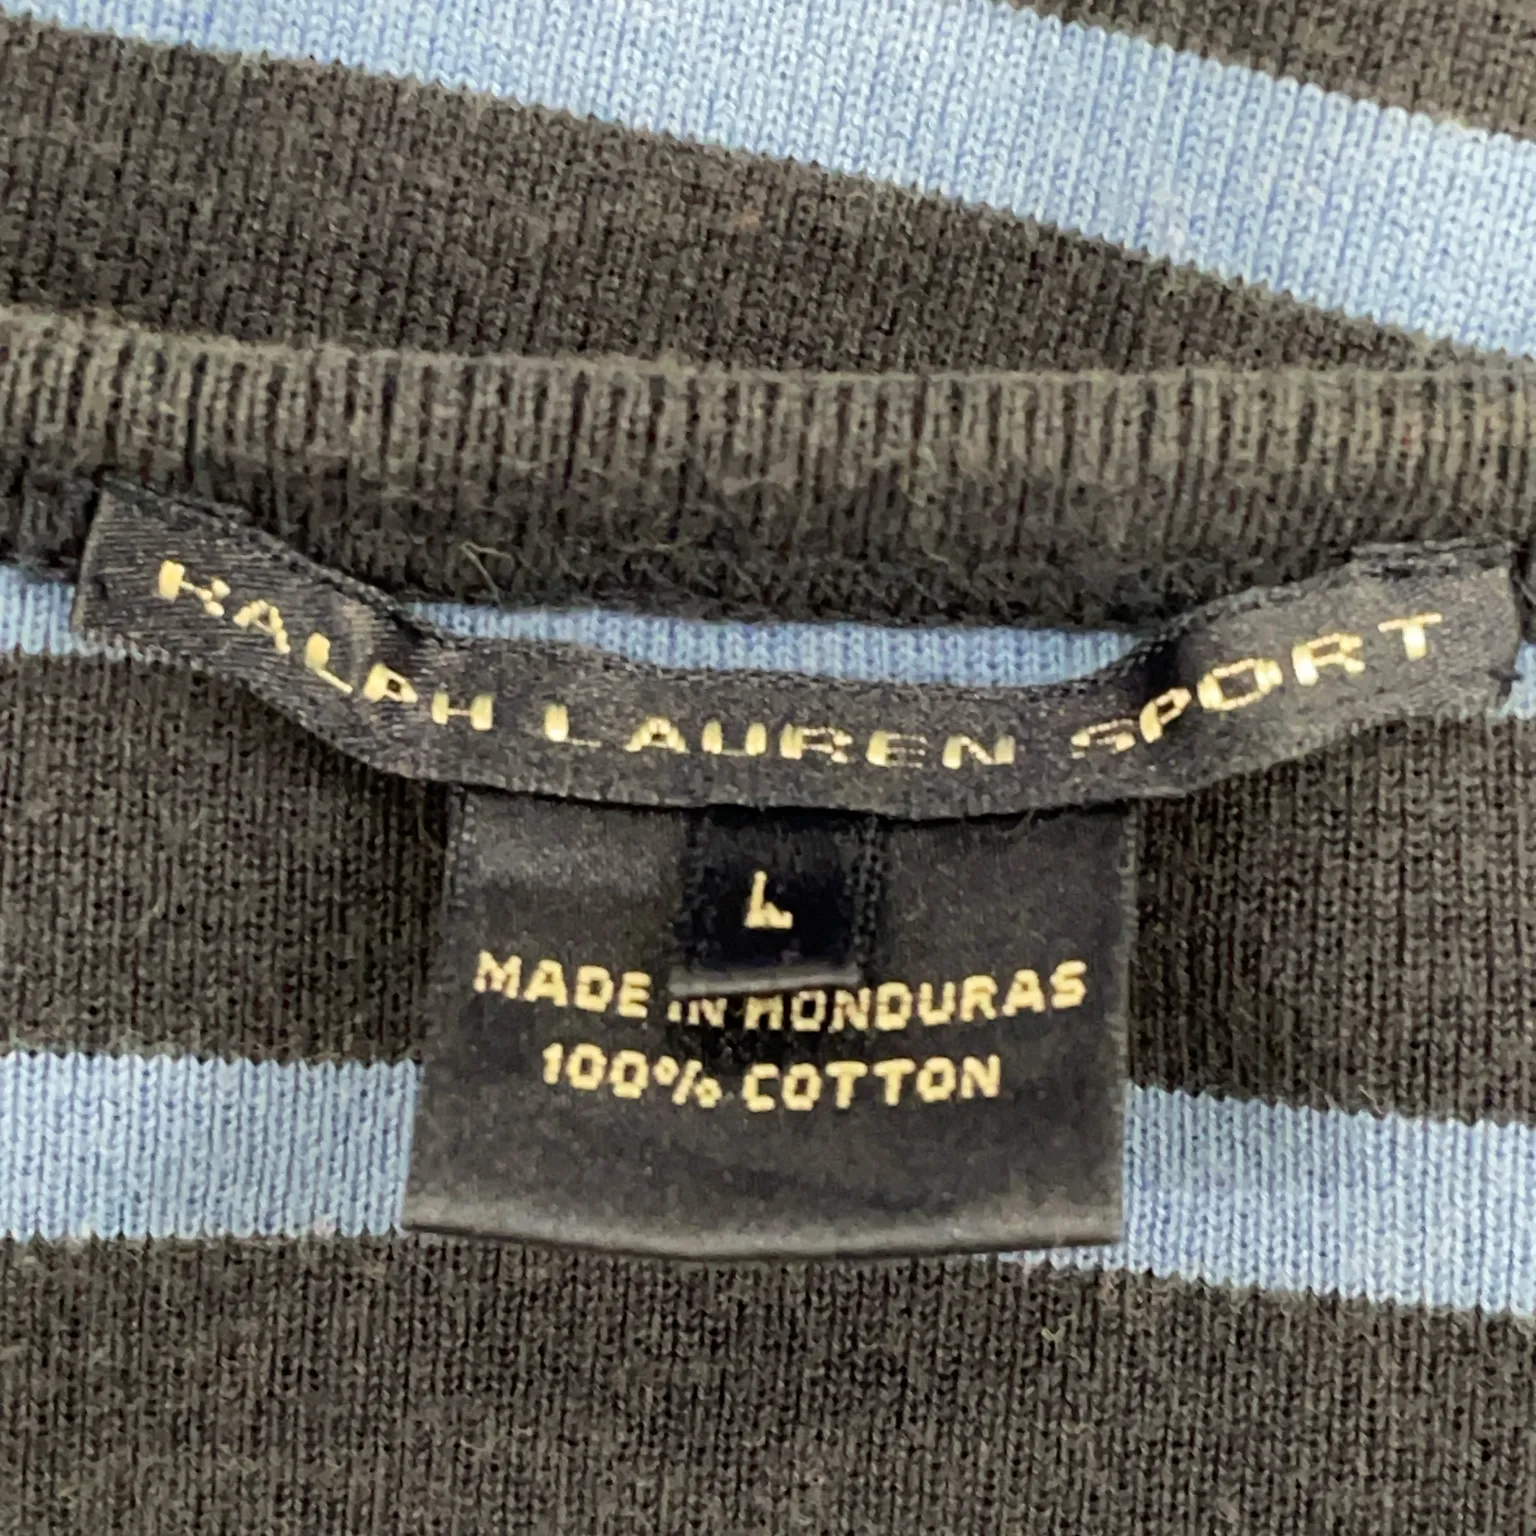 RALPH LAUREN SPORT
L
MADE IN HONDURAS
100% COTTON